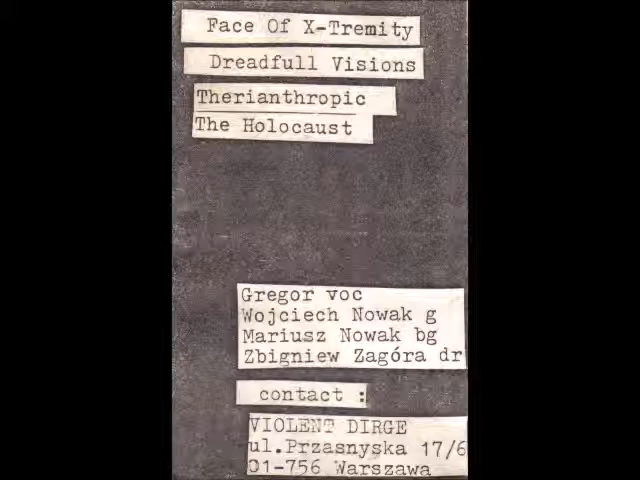 Face Of X-Tremity
Dreadfull Visions
Therianthropic
The Holocaust
Gregor voc
Wojciech Nowak g
Mariusz Nowak bg
Zbigniew Zagóra dr
contact :
VIOLENT DIRGE
ul.Przasnyska 17/6
01-756 Warszawa